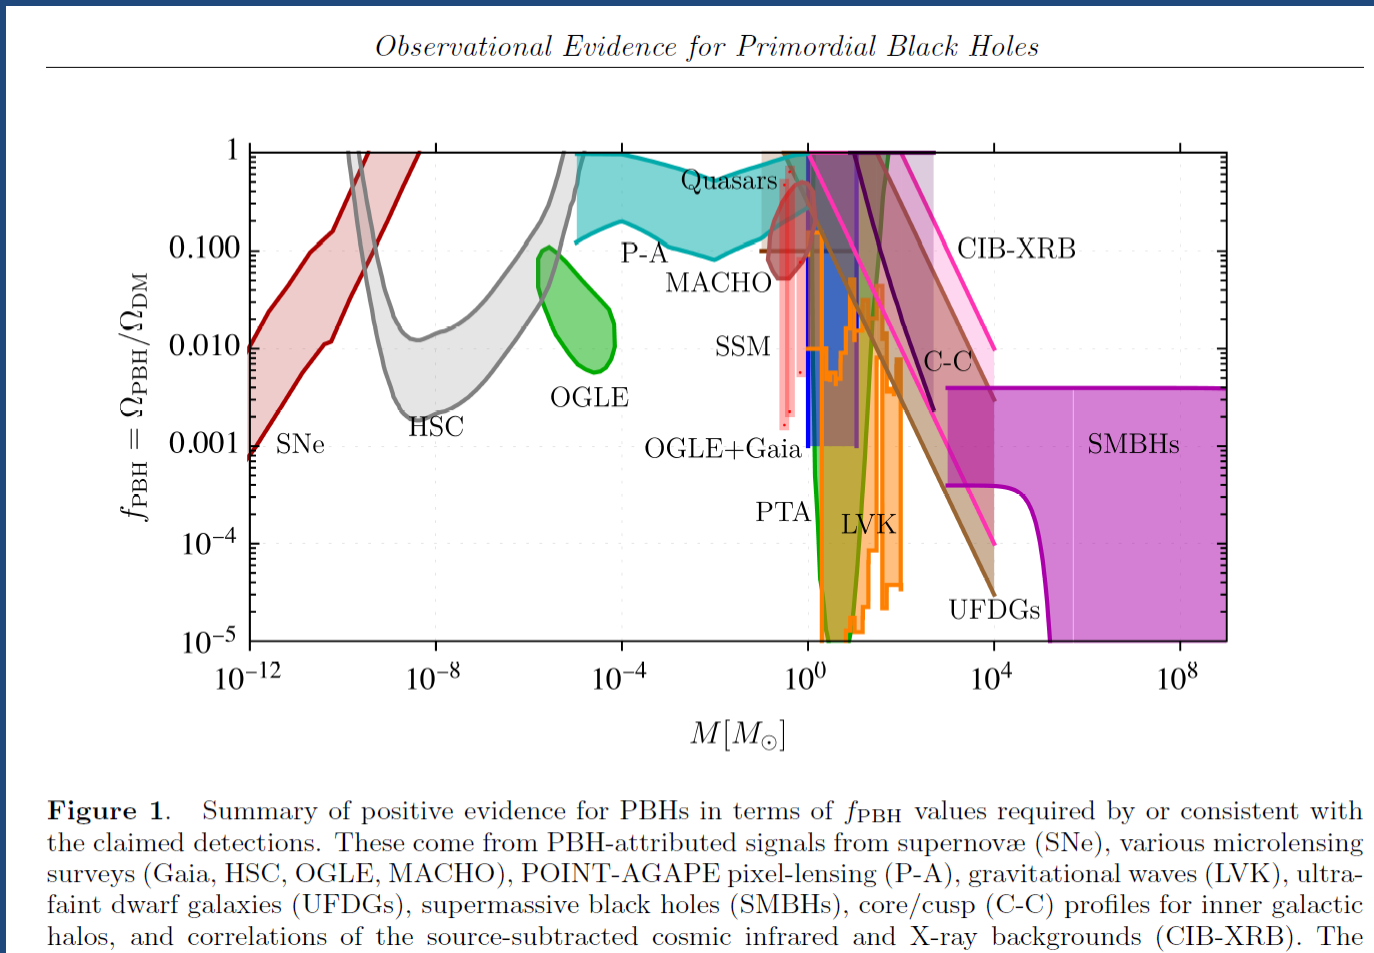 Observational Evidence for Primordial Black Holes
1
0.100
0.010
0.001
10⁻⁴
10⁻⁵
f_PBH = Ω_PBH/Ω_DM
Quasars
P-A
MACHO
CIB-XRB
SSM
C-C
OGLE
HSC
SNe
OGLE+Gaia
SMBHs
PTA
LVK
UFDGs
10⁻¹² 10⁻⁸ 10⁻⁴ 10⁰ 10⁴ 10⁸
M[M_⊙]
Figure 1. Summary of positive evidence for PBHs in terms of f_PBH values required by or consistent with
the claimed detections. These come from PBH-attributed signals from supernovæ (SNe), various microlensing
surveys (Gaia, HSC, OGLE, MACHO), POINT-AGAPE pixel-lensing (P-A), gravitational waves (LVK), ultra-
faint dwarf galaxies (UFDGs), supermassive black holes (SMBHs), core/cusp (C-C) profiles for inner galactic
halos, and correlations of the source-subtracted cosmic infrared and X-ray backgrounds (CIB-XRB). The